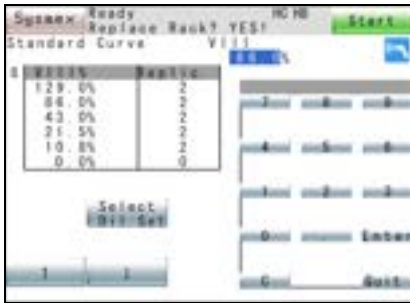 Sysmex Ready HC HN Start
Replace Rack? YES!
Standard Curve VIII
86.0%
VIII% Replic
129.0% 2
86.0% 2
43.0% 2
21.5% 2
10.8% 2
0.0% 0
7 8 9
4 5 6
1 2 3
Select
Dil Set
0 . Enter
C Quit